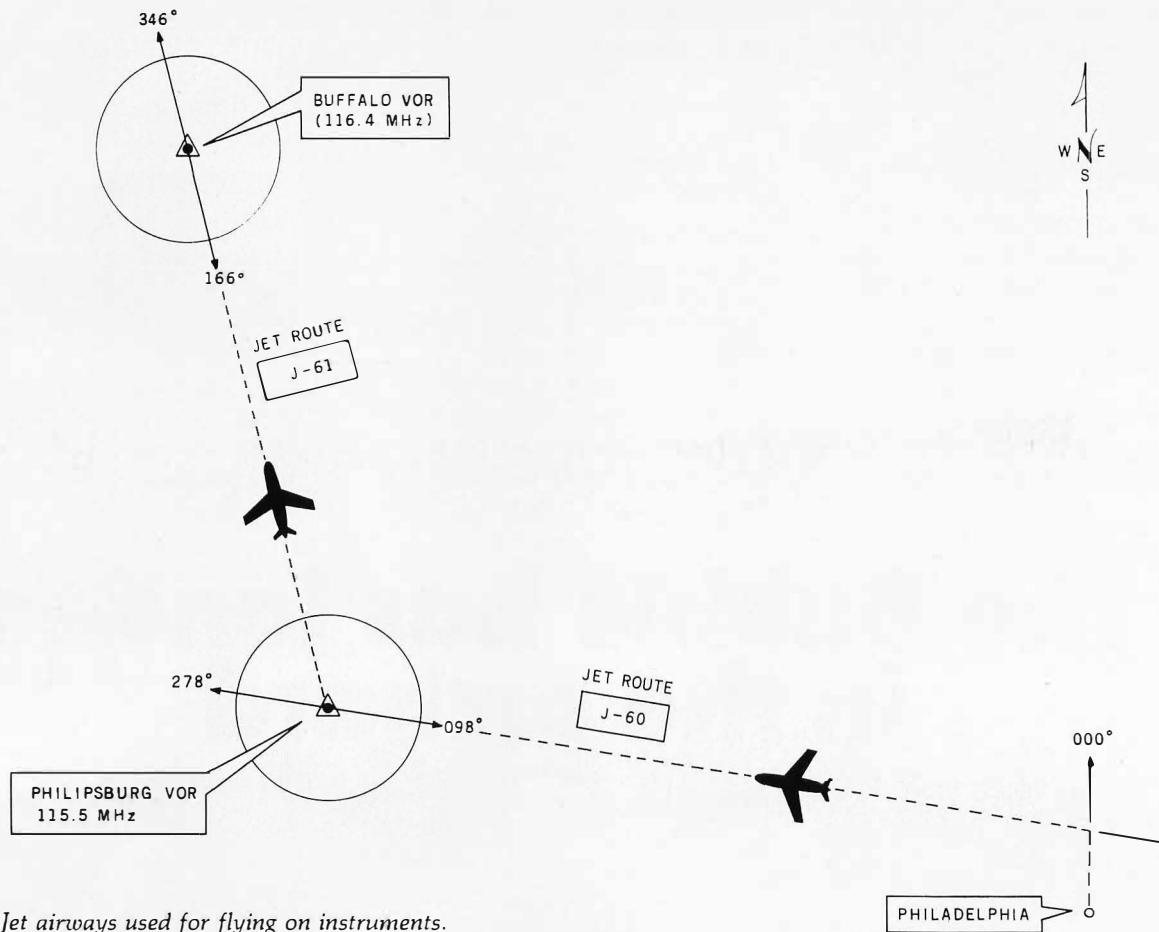 346°
BUFFALO VOR
(116.4 MHz)
W N E
S
166°
JET ROUTE
J-61
278°
098°
JET ROUTE
J-60
000°
PHILIPSBURG VOR
115.5 MHz
PHILADELPHIA
Jet airways used for flying on instruments.